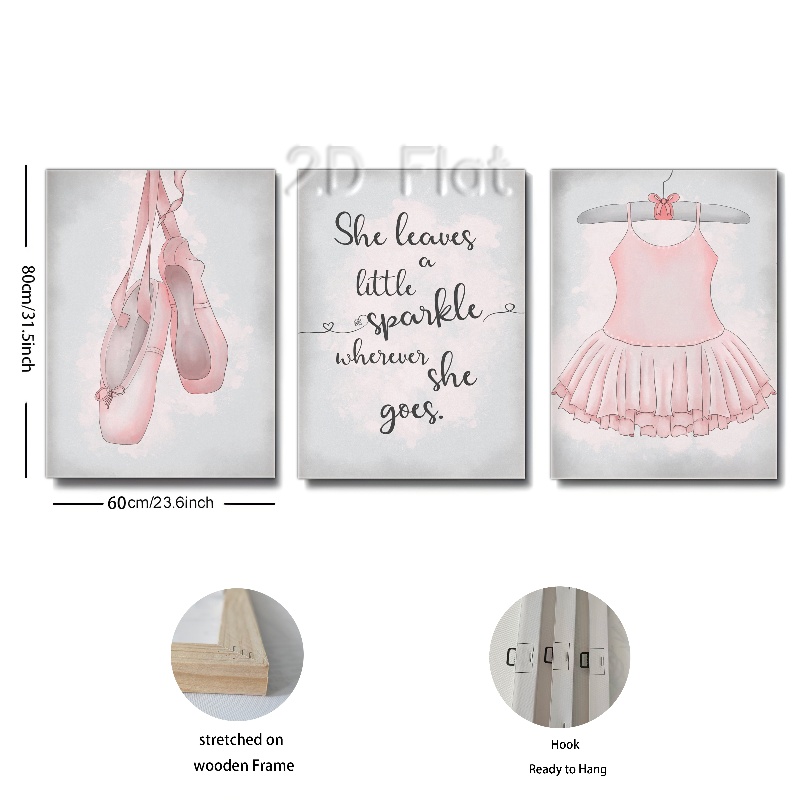 2D Flat
She leaves
a
little
sparkle
wherever
she
goes.
80cm/31.5inch
60cm/23.6inch
stretched on
wooden Frame
Hook
Ready to Hang